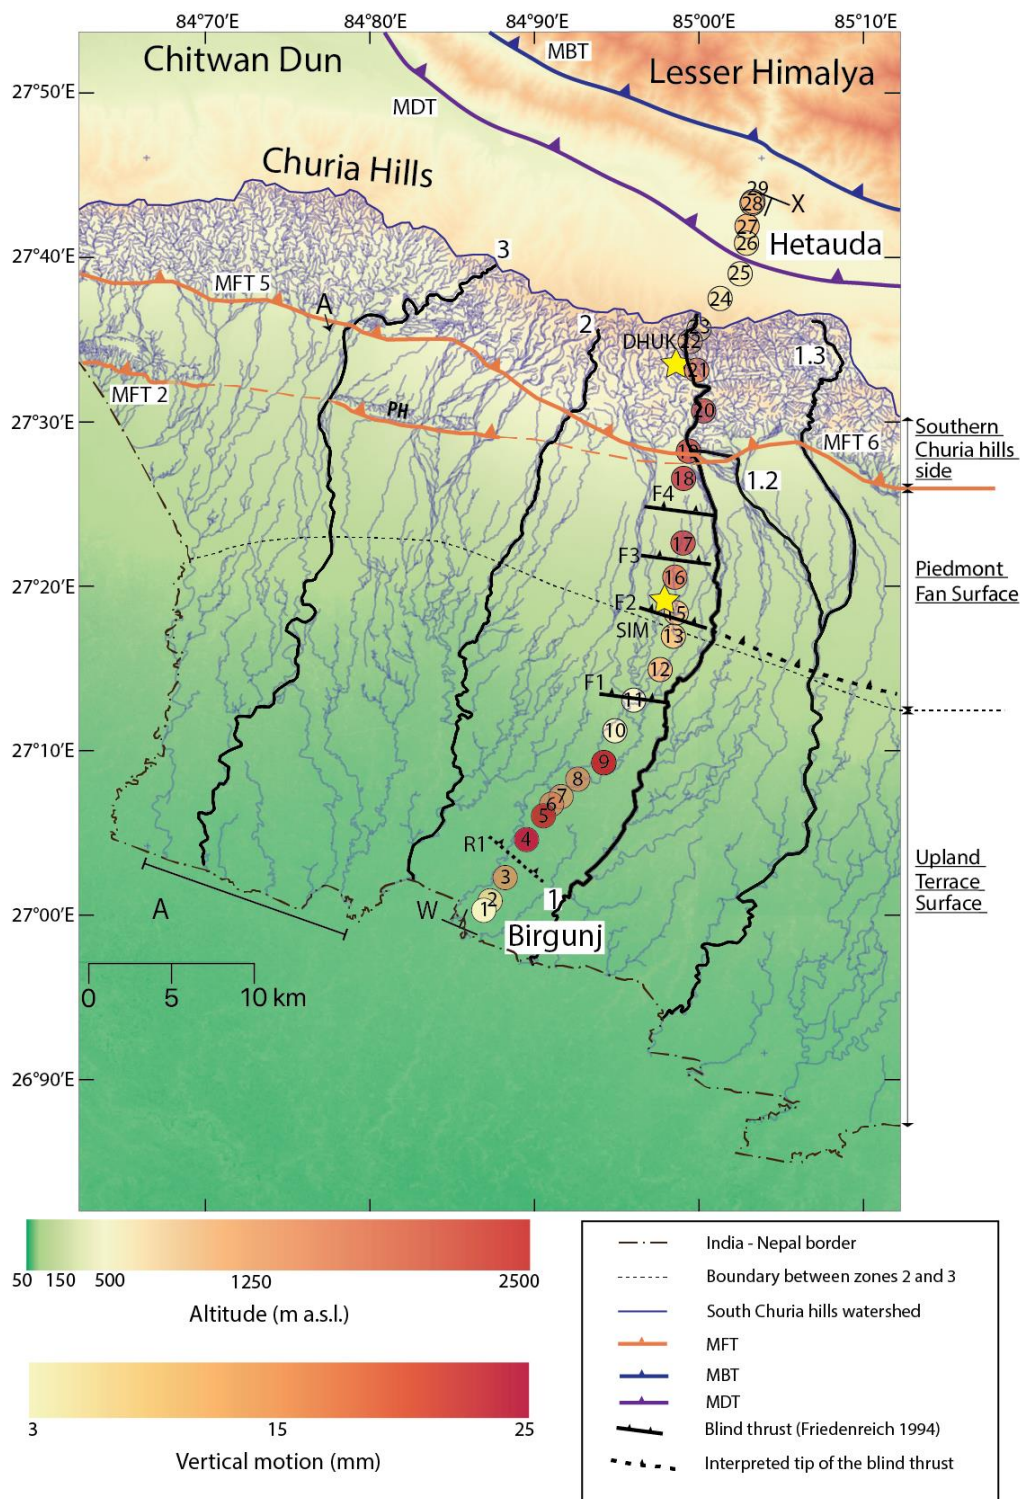 84°70'E 84°80'E 84°90'E 85°00'E 85°10'E
Chitwan Dun
MBT
Lesser Himalya
27°50'E
MDT
Churia Hills
29
28
X
27
26
Hetauda
27°40'E
3
25
MFT 5
24
A
2
DHUK
22
1.3
21
MFT 2
PH
20
27°30'E
Southern
Churia hills
side
MFT 6
19
1.2
18
F4
17
F3
Piedmont
Fan Surface
16
27°20'E
F2
5
SIM
13
12
F1
11
10
27°10'E
9
8
7
6
5
R1
4
Upland
Terrace
Surface
3
1
2
1
27°00'E
A
W
Birgunj
0 5 10 km
26°90'E
50 150 500 1250 2500
Altitude (m a.s.l.)
3 15 25
Vertical motion (mm)
India - Nepal border
Boundary between zones 2 and 3
South Churia hills watershed
MFT
MBT
MDT
Blind thrust (Friedenreich 1994)
Interpreted tip of the blind thrust